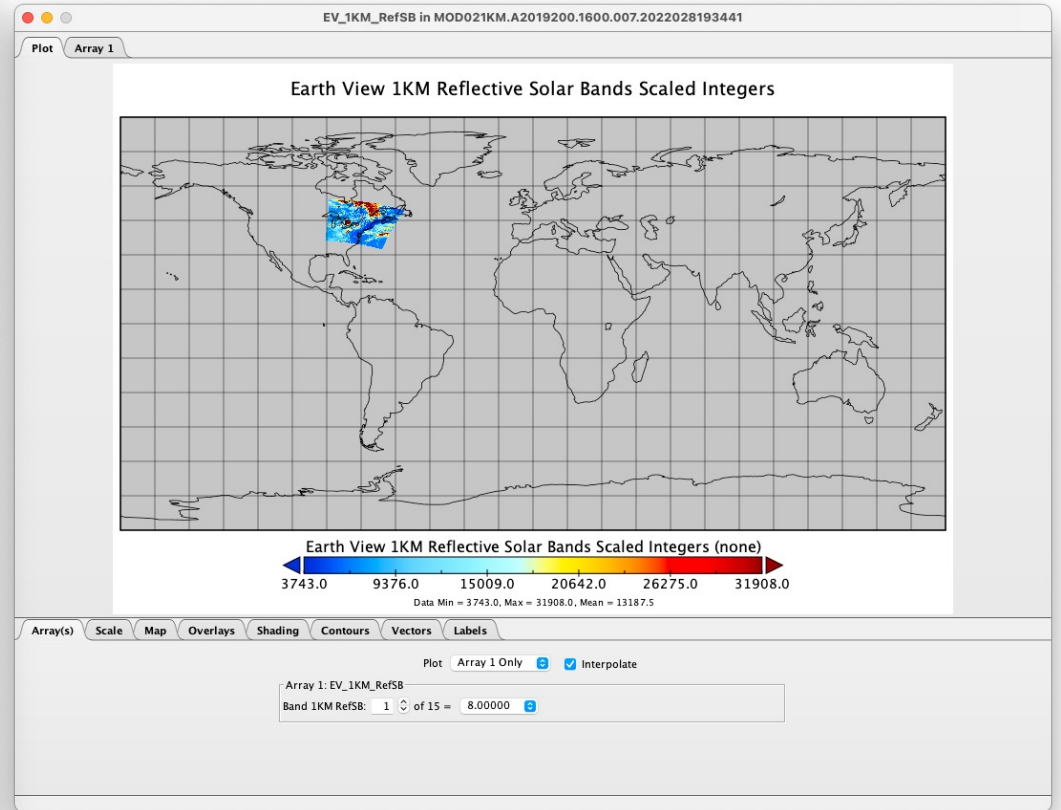 EV_1KM_RefSB in MOD021KM.A2019200.1600.007.2022028193441
Plot Array 1
Earth View 1KM Reflective Solar Bands Scaled Integers
Earth View 1KM Reflective Solar Bands Scaled Integers (none)
3743.0 9376.0 15009.0 20642.0 26275.0 31908.0
Data Min = 3743.0, Max = 31908.0, Mean = 13187.5
Array(s) Scale Map Overlays Shading Contours Vectors Labels
Plot Array 1 Only Interpolate
Array 1: EV_1KM_RefSB
Band 1KM RefSB: 1 of 15 = 8.00000